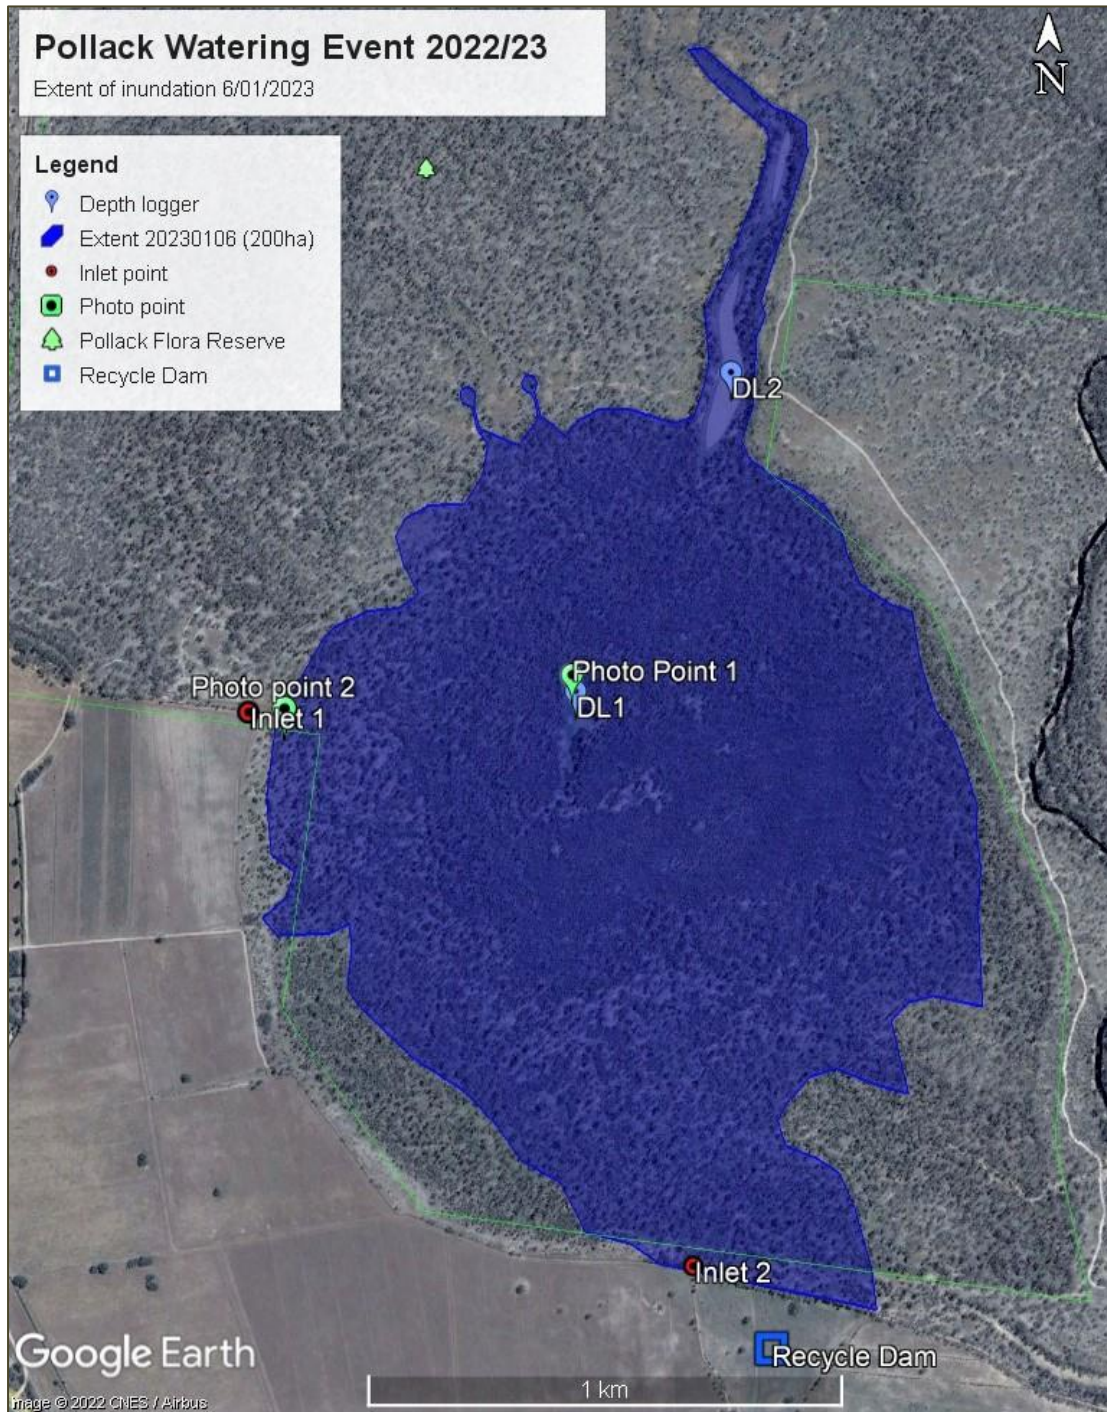 Pollack Watering Event 2022/23
Extent of inundation 6/01/2023
N
Legend
Depth logger
Extent 20230106 (200ha)
Inlet point
Photo point
Pollack Flora Reserve
Recycle Dam
DL2
Photo Point 1
DL1
Photo point 2
Inlet 1
Inlet 2
Recycle Dam
Google Earth
1 km
Image © 2022 CNES / Airbus